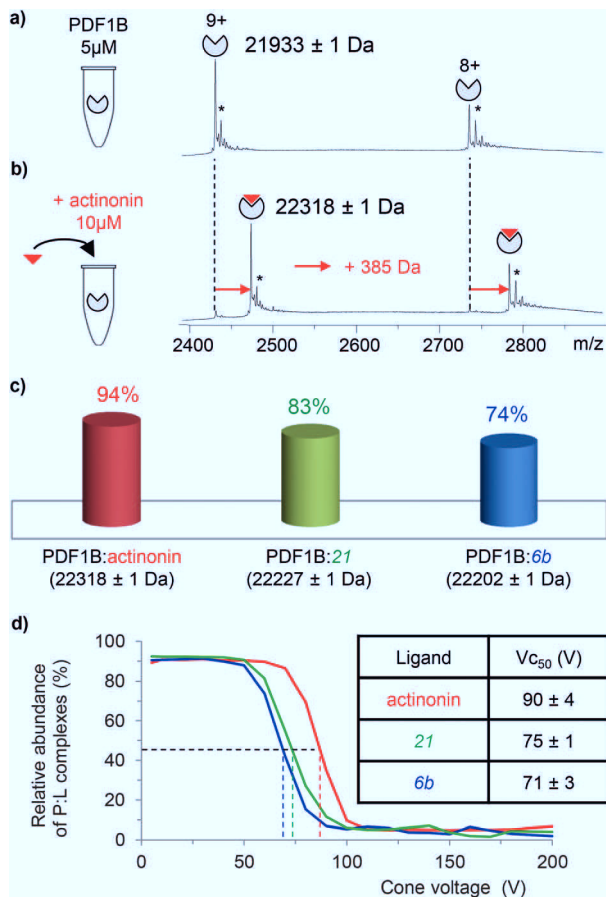 a)
PDF1B
5µM
9+
21933 ± 1 Da
8+
*
*
b)
+ actinonin
10µM
22318 ± 1 Da
+ 385 Da
*
*
2400
2500
2600
2700
2800
m/z
c)
94%
83%
74%
PDF1B:actinonin
(22318 ± 1 Da)
PDF1B:21
(22227 ± 1 Da)
PDF1B:6b
(22202 ± 1 Da)
d)
Relative abundance
of P:L complexes (%)
100
80
60
40
20
0
0
50
100
150
200
Cone voltage (V)
Ligand Vc50 (V)
actinonin 90 ± 4
21 75 ± 1
6b 71 ± 3